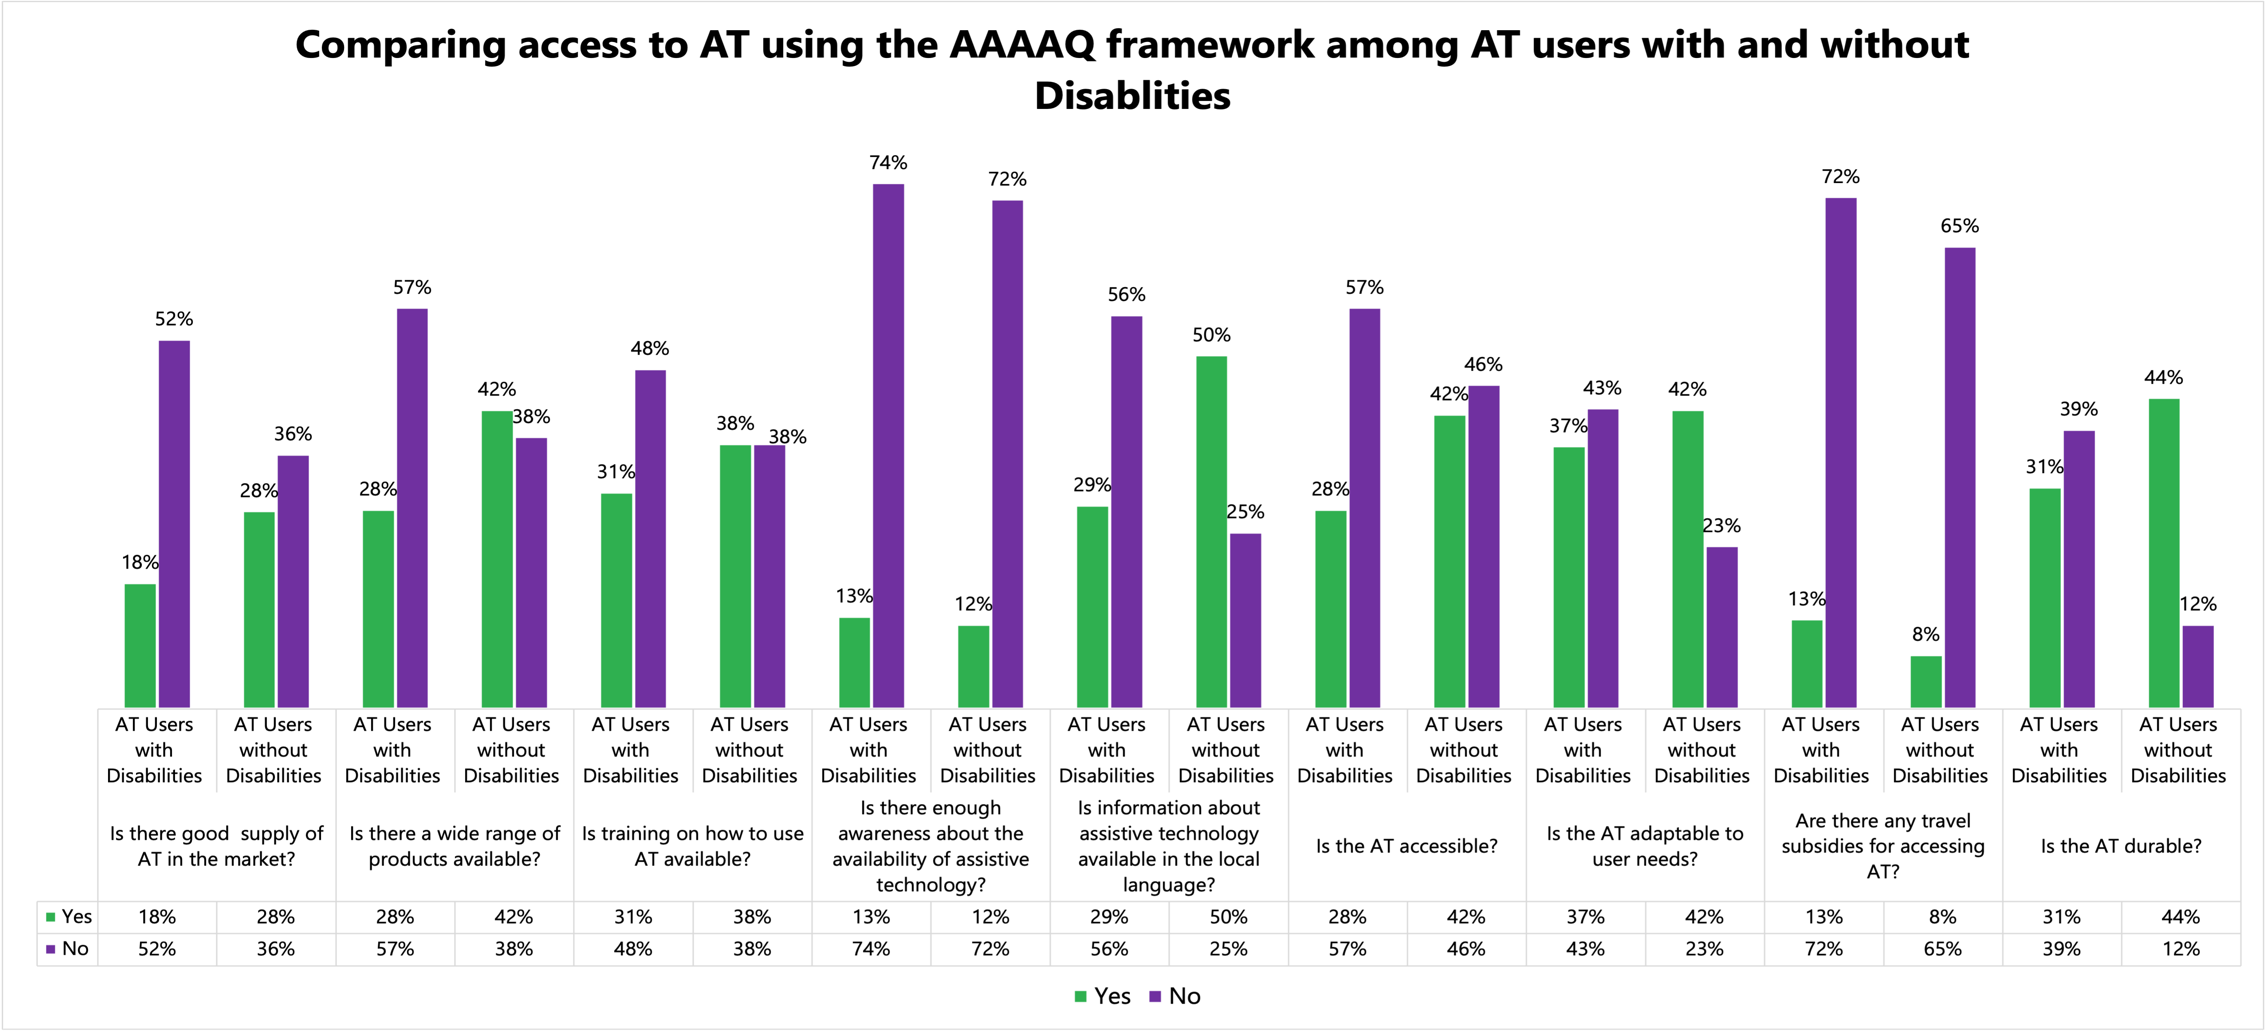 Comparing access to AT using the AAAAQ framework among AT users with and without
Disablities
74%
72%
72%
65%
57%
56%
57%
52%
50%
48%
46%
42%
38%
36%
38%
38%
42%
43%
37%
42%
44%
39%
31%
28%
28%
31%
29%
25%
28%
23%
18%
13%
12%
13%
8%
12%
AT Users with Disabilities
AT Users without Disabilities
AT Users with Disabilities
AT Users without Disabilities
AT Users with Disabilities
AT Users without Disabilities
AT Users with Disabilities
AT Users without Disabilities
AT Users with Disabilities
AT Users without Disabilities
AT Users with Disabilities
AT Users without Disabilities
AT Users with Disabilities
AT Users without Disabilities
AT Users with Disabilities
AT Users without Disabilities
AT Users with Disabilities
AT Users without Disabilities
Is there good  supply of
AT in the market?
Is there a wide range of
products available?
Is training on how to use
AT available?
Is there enough
awareness about the
availability of assistive
technology?
Is information about
assistive technology
available in the local
language?
Is the AT accessible?
Is the AT adaptable to
user needs?
Are there any travel
subsidies for accessing
AT?
Is the AT durable?
Yes 18% 28% 28% 42% 31% 38% 13% 12% 29% 50% 28% 42% 37% 42% 13% 8% 31% 44%
No 52% 36% 57% 38% 48% 38% 74% 72% 56% 25% 57% 46% 43% 23% 72% 65% 39% 12%
Yes No